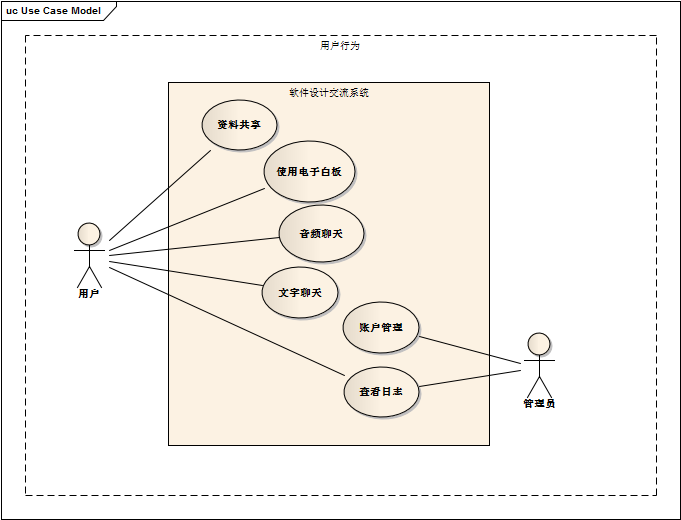 uc Use Case Model
用户行为
软件设计交流系统
资料共享
使用电子白板
音频聊天
用户
文字聊天
账户管理
查看日志
管理员